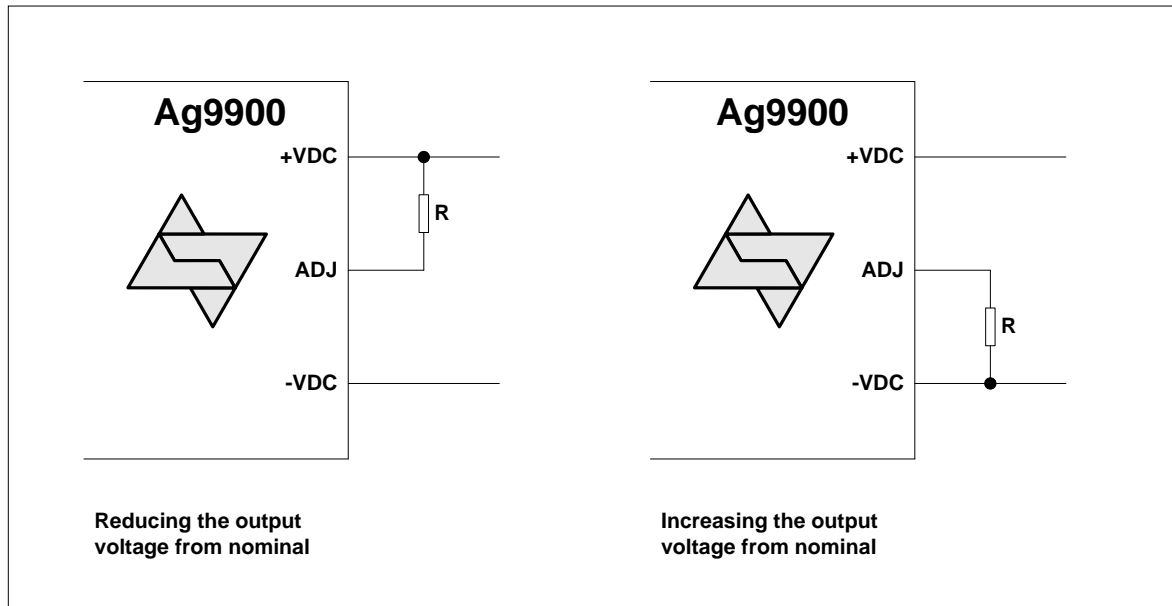 Ag9900
+VDC
R
ADJ
-VDC
Reducing the output
voltage from nominal
Ag9900
+VDC
ADJ
R
-VDC
Increasing the output
voltage from nominal